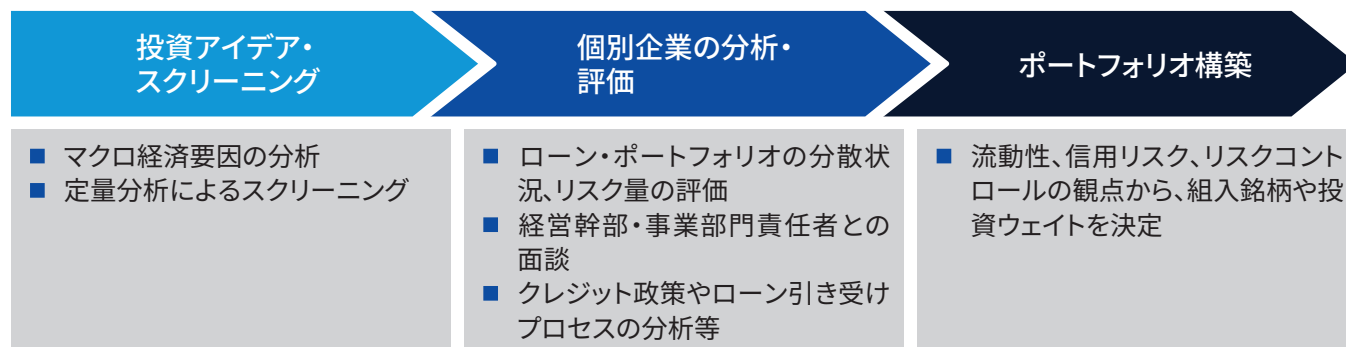 投資アイデア・
スクリーニング
個別企業の分析・
評価
ポートフォリオ構築
■ マクロ経済要因の分析
■ 定量分析によるスクリーニング
■ ローン・ポートフォリオの分散状
況、リスク量の評価
■ 経営幹部・事業部門責任者との
面談
■ クレジット政策やローン引き受け
プロセスの分析等
■ 流動性、信用リスク、リスクコント
ロールの観点から、組入銘柄や投
資ウェイトを決定